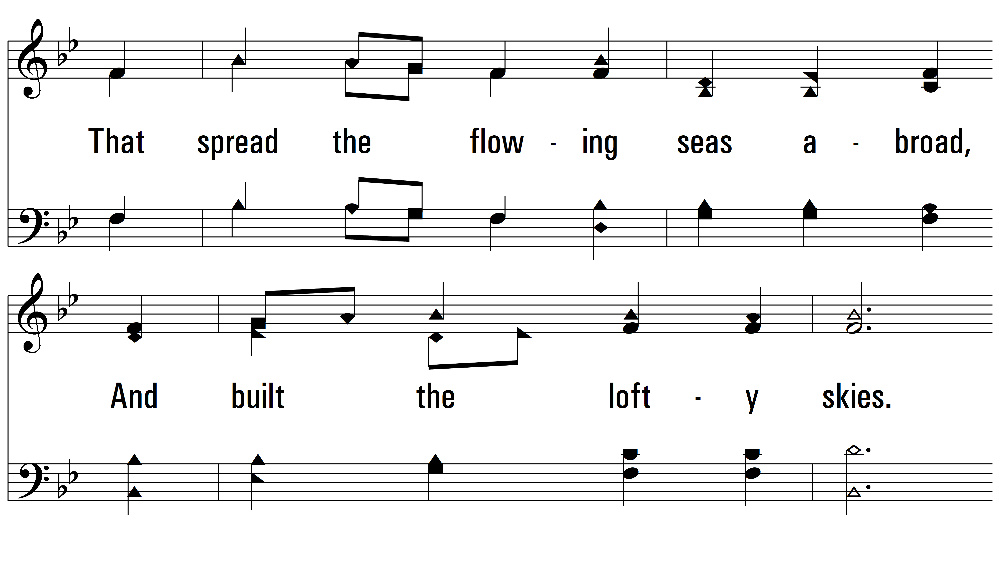 That spread the flow - ing seas a - broad,
And built the loft - y skies.